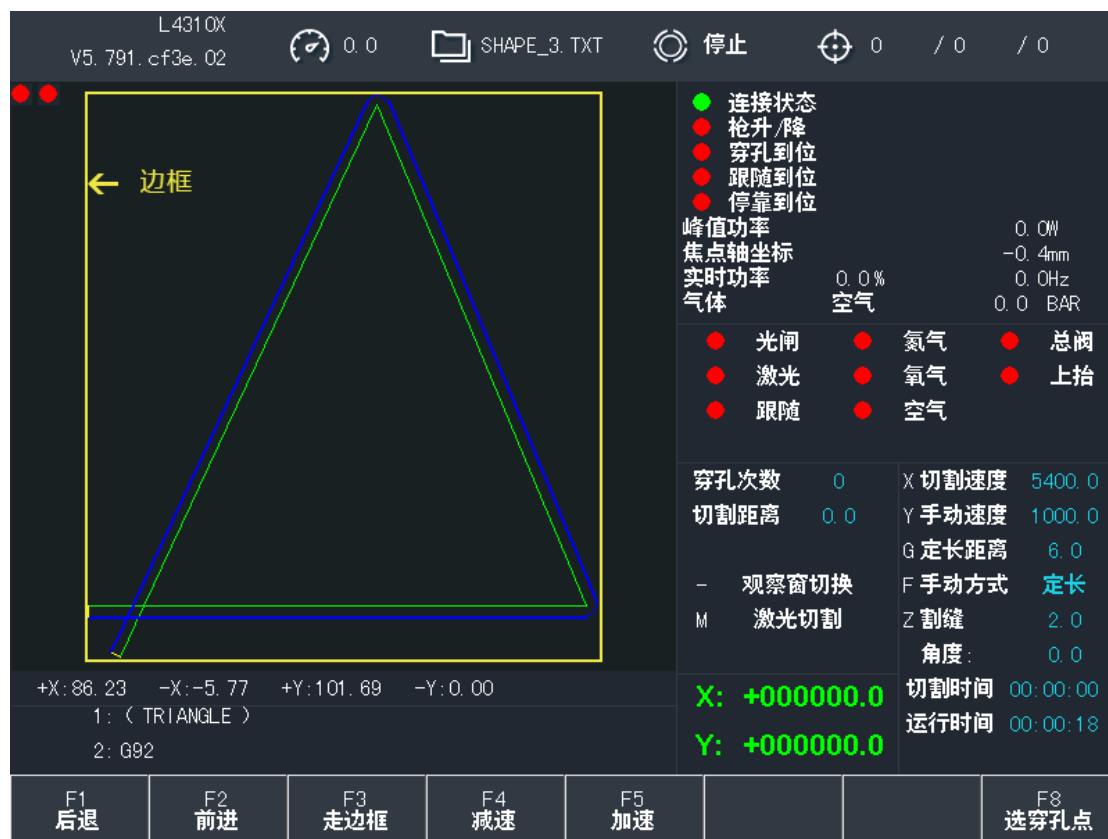 L4310X
V5.791.cf3e.02
0.0
SHAPE_3.TXT
停止
0 / 0 / 0
边框
连接状态
枪升/降
穿孔到位
跟随到位
停靠到位
峰值功率 0.0W
焦点轴坐标 -0.4mm
实时功率 0.0% 0.0Hz
气体 空气 0.0 BAR
光闸 氮气 总阀
激光 氧气 上抬
跟随 空气
穿孔次数 0
切割距离 0.0
- 观察窗切换
M 激光切割
X切割速度 5400.0
Y手动速度 1000.0
G定长距离 6.0
F手动方式 定长
Z割缝 2.0
角度: 0.0
+X:86.23 -X:-5.77 +Y:101.69 -Y:0.00
1: ( TRIANGLE )
2: G92
X: +000000.0
Y: +000000.0
切割时间 00:00:00
运行时间 00:00:18
F1 F2 F3 F4 F5 F8
后退 前进 走边框 减速 加速 选穿孔点